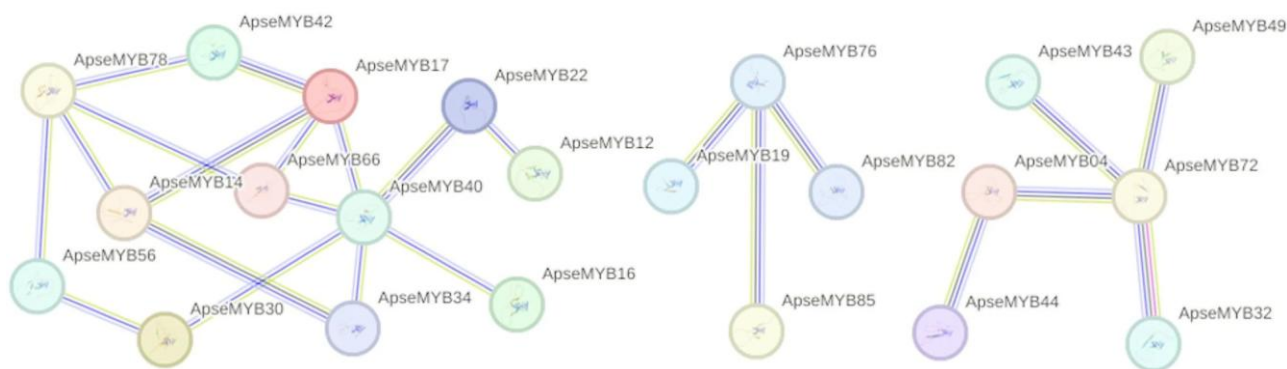 ApseMYB42
ApseMYB78
ApseMYB17
ApseMYB22
ApseMYB12
ApseMYB66
ApseMYB14
ApseMYB40
ApseMYB56
ApseMYB16
ApseMYB30
ApseMYB34
ApseMYB76
ApseMYB19
ApseMYB82
ApseMYB85
ApseMYB49
ApseMYB43
ApseMYB04
ApseMYB72
ApseMYB44
ApseMYB32